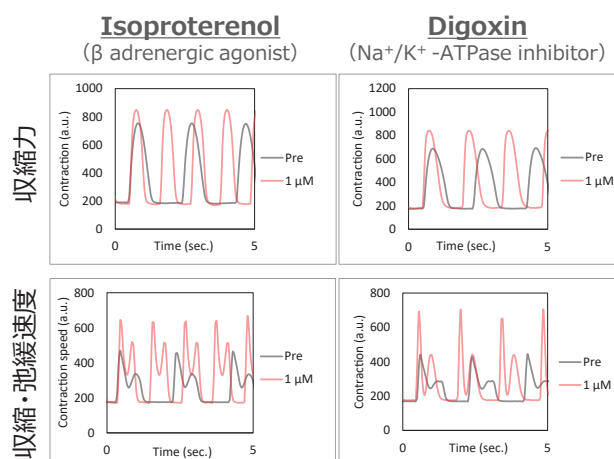 Isoproterenol
（β adrenergic agonist）
Digoxin
（Na⁺/K⁺ -ATPase inhibitor）
収縮力
Contraction (a.u.)
1000
800
600
400
200
0
0
5
Time (sec.)
Pre
1 μM
Contraction (a.u.)
1200
1000
800
600
400
200
0
0
5
Time (sec.)
Pre
1 μM
収縮・弛緩速度
Contraction speed (a.u.)
800
600
400
200
0
0
5
Time (sec.)
Pre
1 μM
Contraction speed (a.u.)
800
600
400
200
0
0
5
Time (sec.)
Pre
1 μM